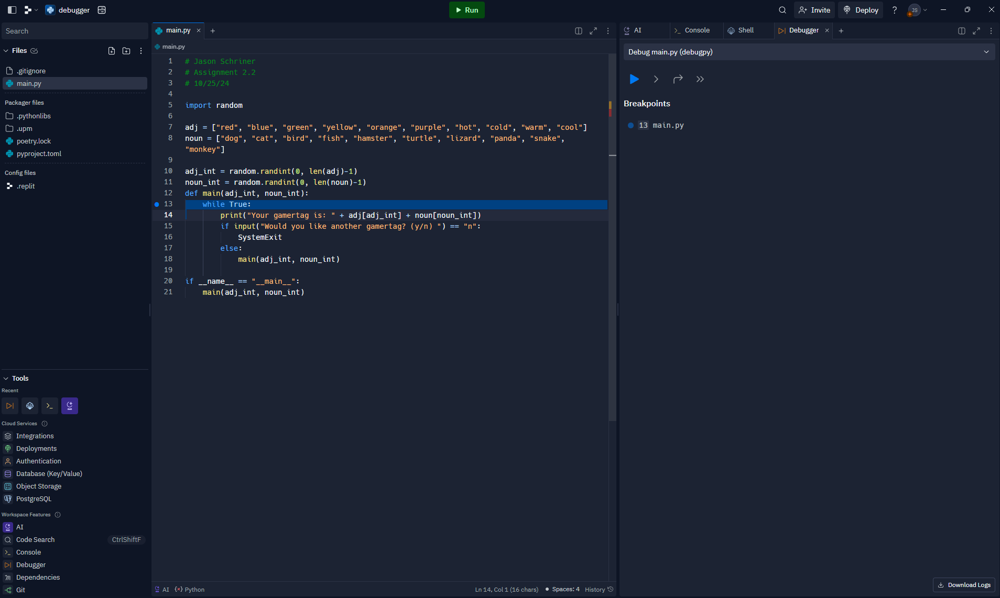 debugger
Run
Invite
Deploy
?
JS
Search
main.py
AI
Console
Shell
Debugger
Files
main.py
Debug main.py (debugpy)
.gitignore
main.py
Packager files
.pythonlibs
.upm
poetry.lock
pyproject.toml
Config files
.replit
1 # Jason Schriner
2 # Assignment 2.2
3 # 10/25/24
4
5 import random
6
7 adj = ["red", "blue", "green", "yellow", "orange", "purple", "hot", "cold", "warm", "cool"]
8 noun = ["dog", "cat", "bird", "fish", "hamster", "turtle", "lizard", "panda", "snake",
"monkey"]
9
10 adj_int = random.randint(0, len(adj)-1)
11 noun_int = random.randint(0, len(noun)-1)
12 def main(adj_int, noun_int):
13     while True:
14         print("Your gamertag is: " + adj[adj_int] + noun[noun_int])
15         if input("Would you like another gamertag? (y/n) ") == "n":
16             SystemExit
17         else:
18             main(adj_int, noun_int)
19
20 if __name__ == "__main__":
21     main(adj_int, noun_int)
Breakpoints
13 main.py
Tools
Recent
Cloud Services
Integrations
Deployments
Authentication
Database (Key/Value)
Object Storage
PostgreSQL
Workspace Features
AI
Code Search CtrlShiftF
Console
Debugger
Dependencies
Git
AI
Python
Ln 14, Col 1 (16 chars)
Spaces: 4
History
Download Logs